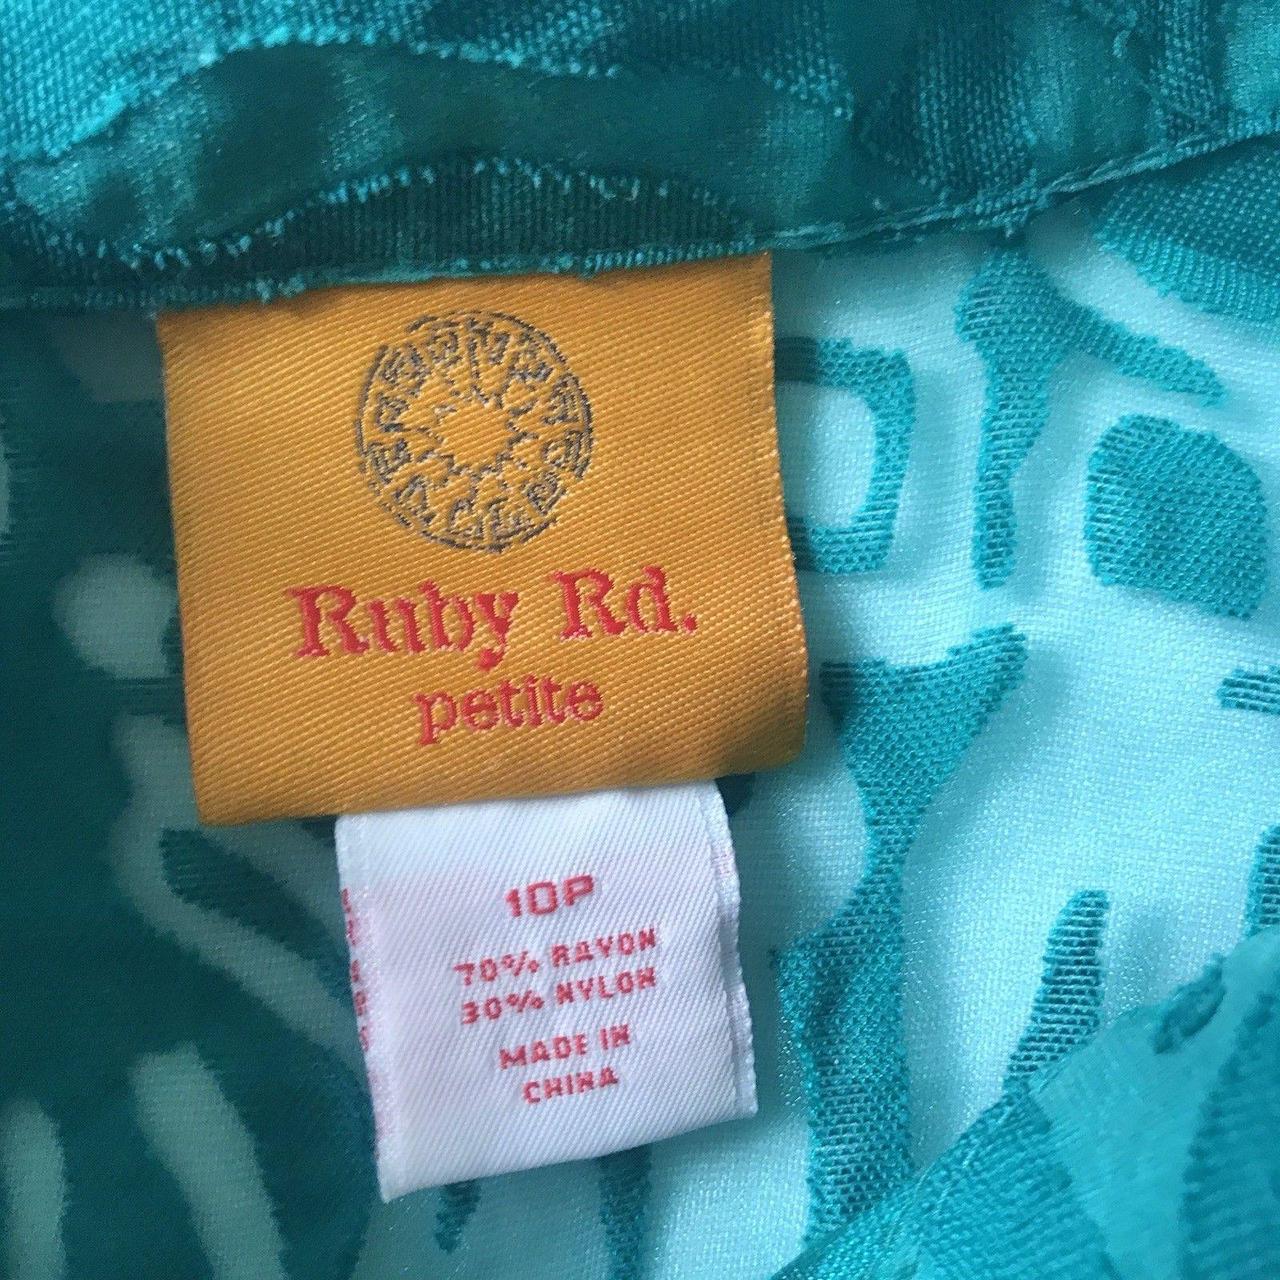 Ruby Rd.
petite
10P
70% RAYON
30% NYLON
MADE IN
CHINA